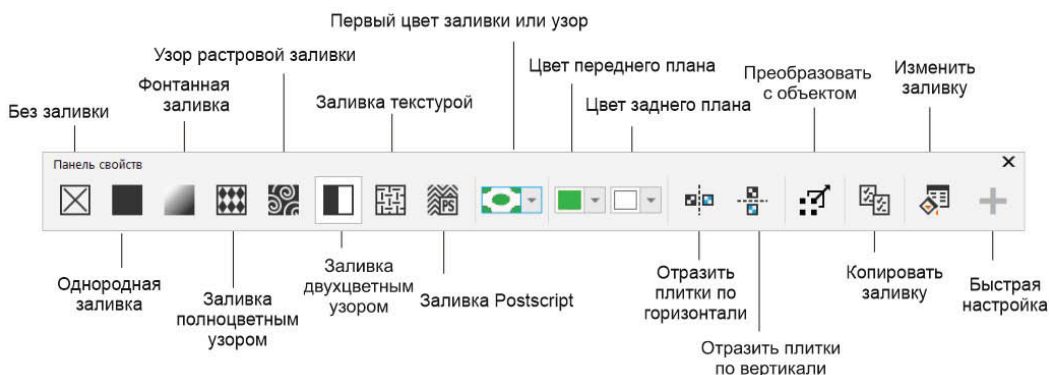 Первый цвет заливки или узор
Узор растровой заливки
Цвет переднего плана
Преобразовать
с объектом
Изменить
заливку
Фонтанная
заливка
Заливка текстурой
Цвет заднего плана
Без заливки
Панель свойств
PS
Однородная
заливка
Заливка
полноцветным
узором
Заливка
двухцветным
узором
Заливка Postscript
Отразить
плитки по
горизонтали
Отразить плитки
по вертикали
Копировать
заливку
Быстрая
настройка